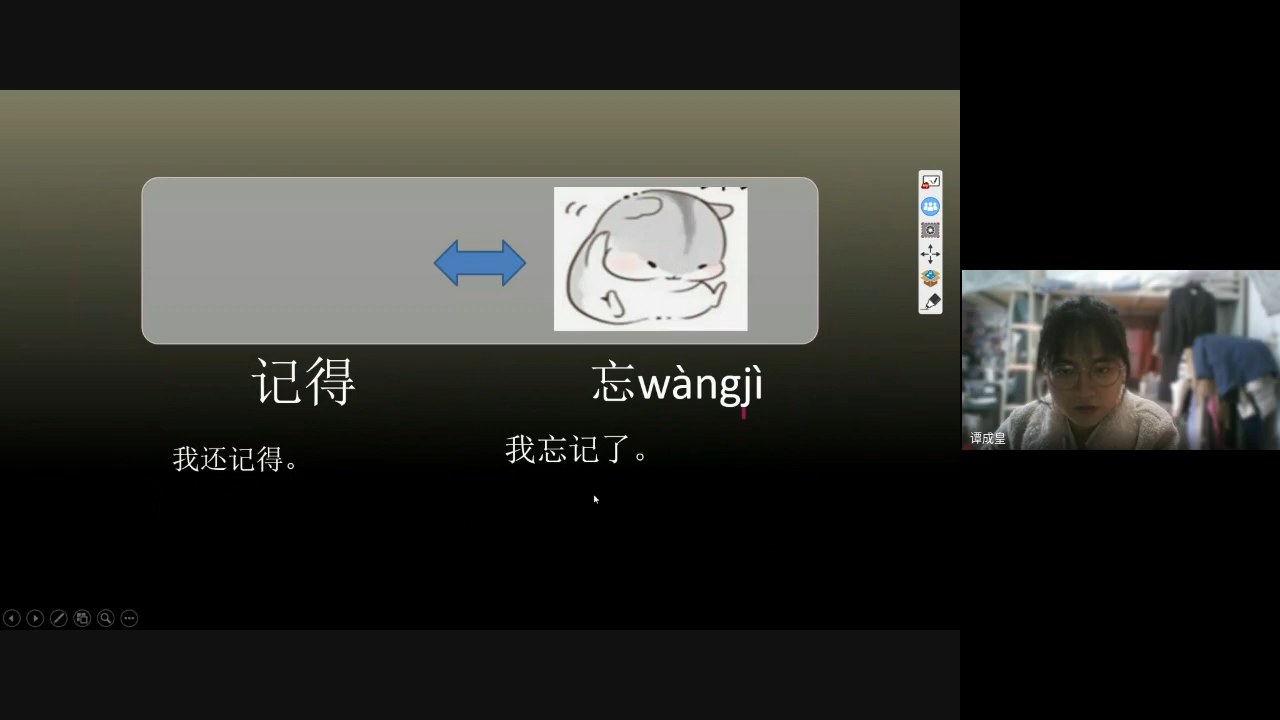 记得
忘wàngjì
我还记得。
我忘记了。
谭成皇